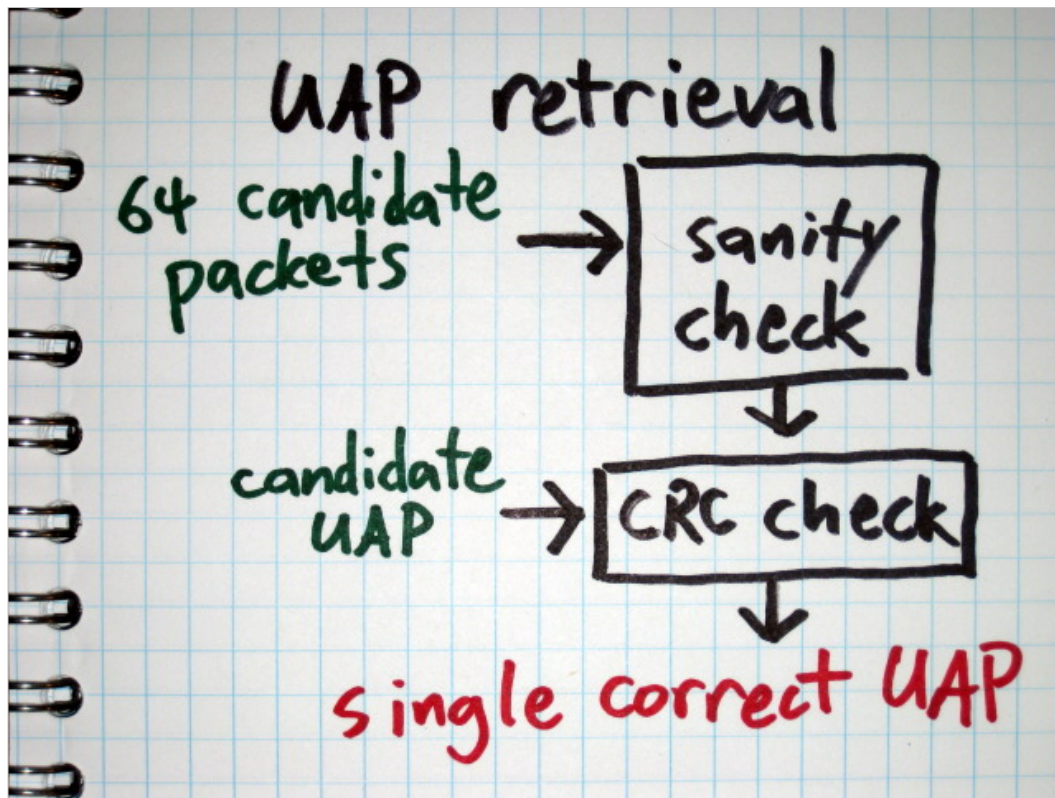 UAP retrieval
64 candidate
packets
sanity
check
candidate
UAP
CRC check
single correct UAP